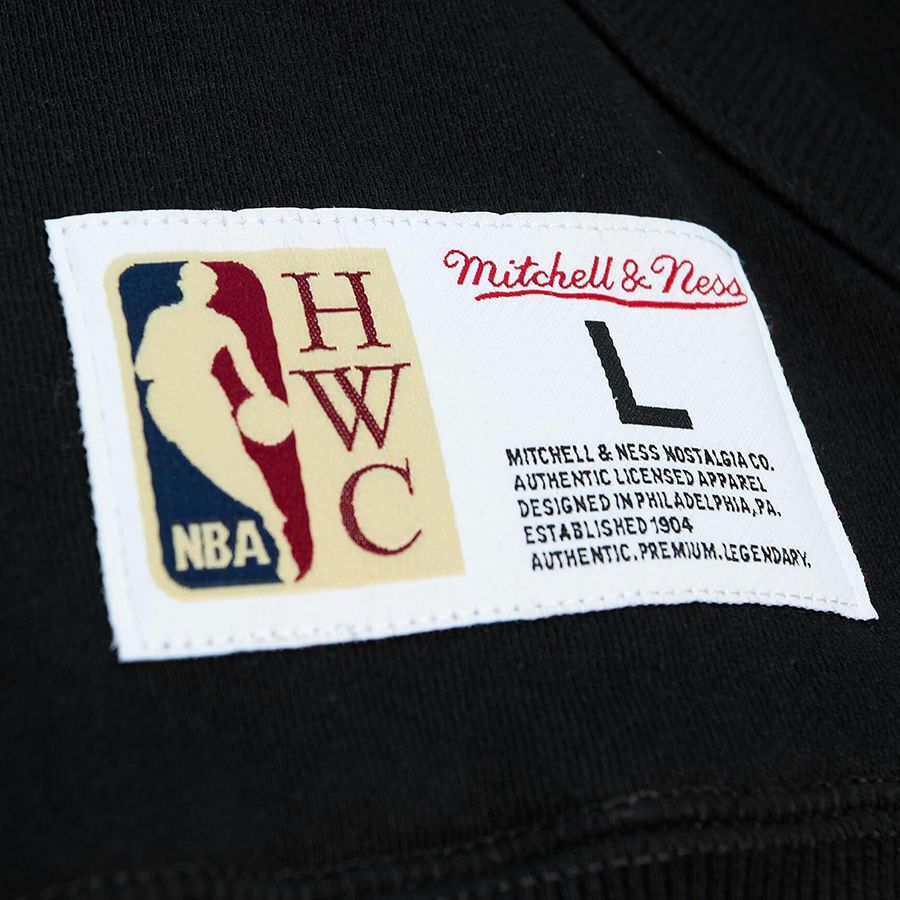 NBA
H
W
C
Mitchell & Ness
L
MITCHELL & NESS NOSTALGIA CO.
AUTHENTIC LICENSED APPAREL
DESIGNED IN PHILADELPHIA, PA.
ESTABLISHED 1904
AUTHENTIC. PREMIUM. LEGENDARY.